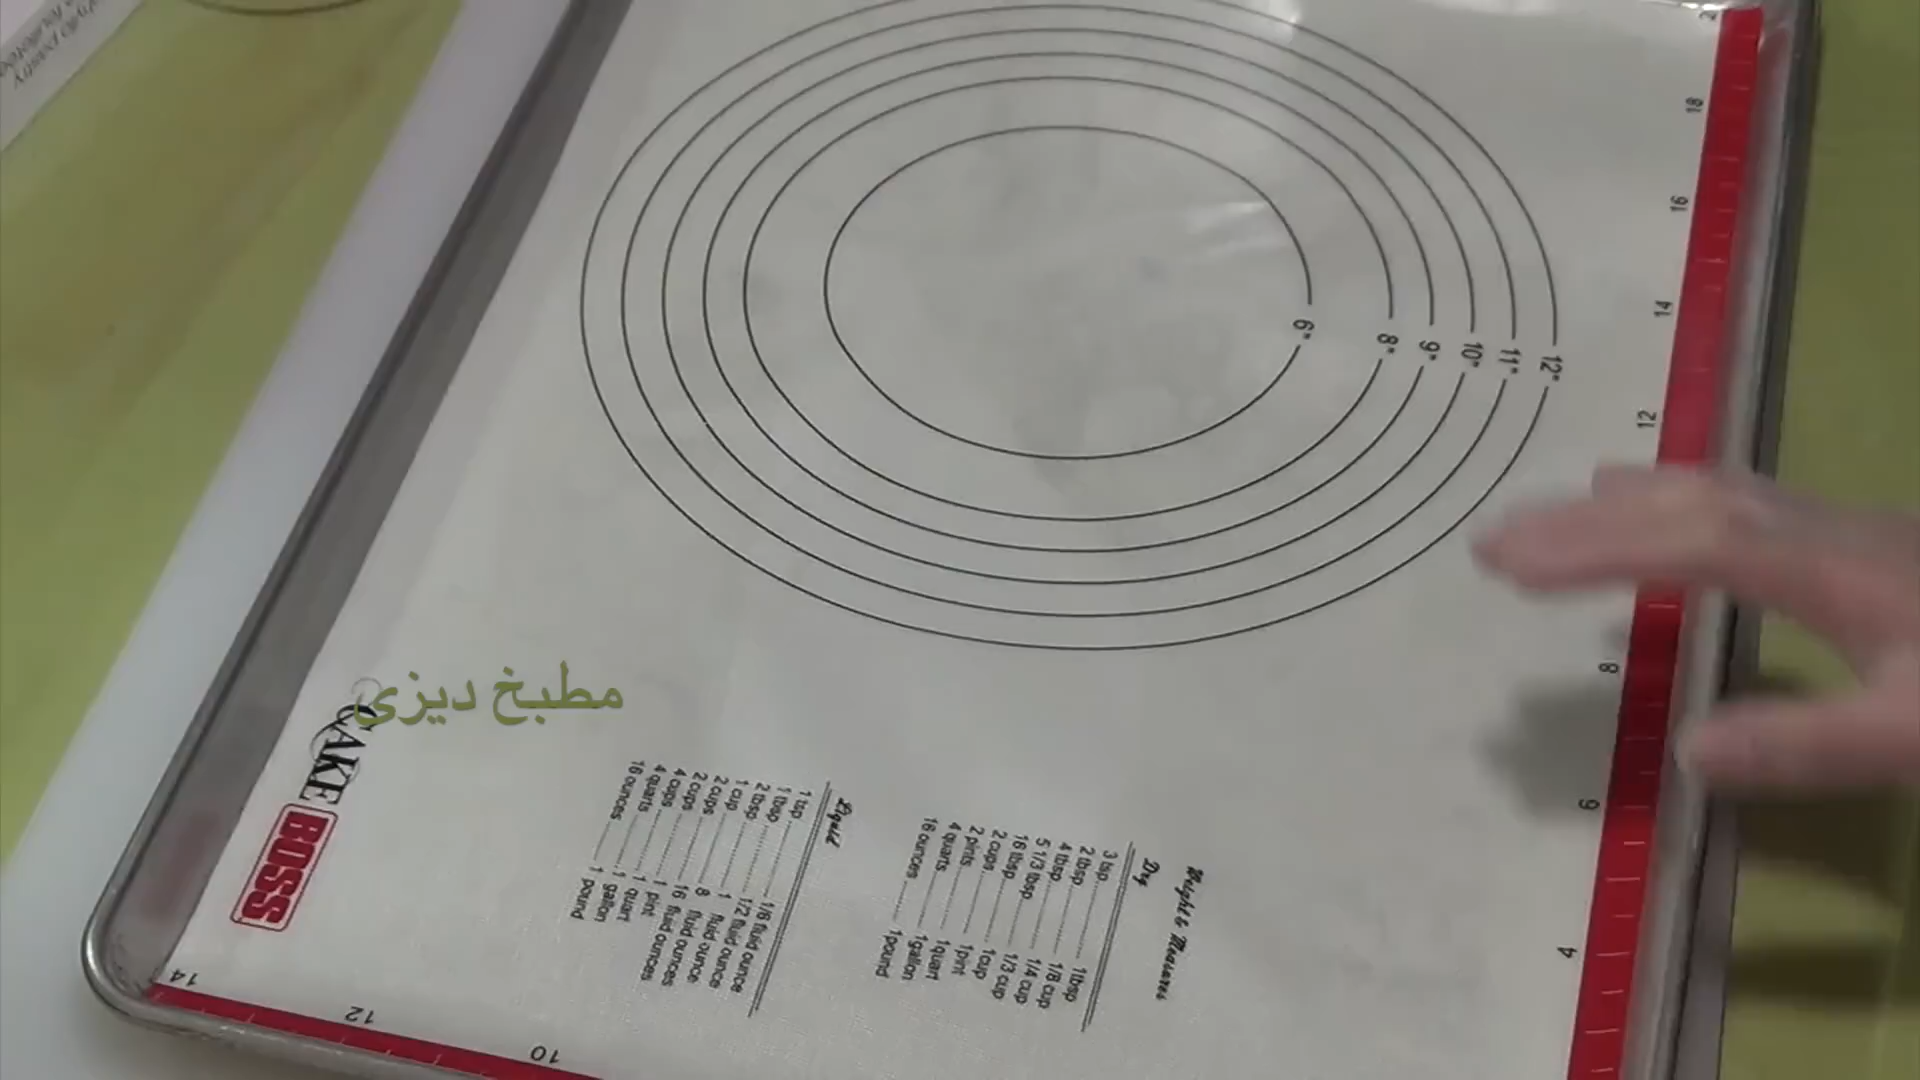 مطبخ ديزى
CAKE
BOSS
6"
8"
9"
10"
11"
12"
18
16
14
12
8
6
4
14
12
10
Weight & Measures
Dry
3 tsp 1 tbsp
2 tbsp 1/8 cup
4 tbsp 1/4 cup
5 1/3 tbsp 1/3 cup
16 tbsp 1 cup
2 cups 1 pint
2 pints 1 quart
4 quarts 1 gallon
16 ounces 1 pound
Liquid
1 tsp 1/6 fluid ounce
1 tbsp 1/2 fluid ounce
2 tbsp 1 fluid ounce
1 cup 8 fluid ounce
2 cups 16 fluid ounces
2 cups 1 pint
4 cups 1 quart
4 quarts 1 gallon
16 ounces 1 pound
pastry